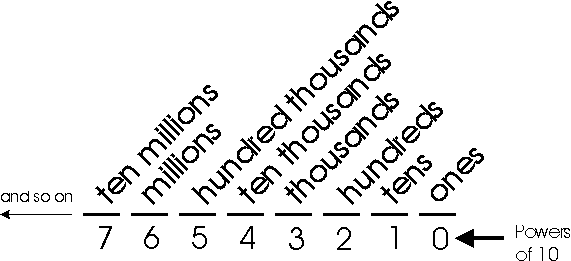 ten millions
millions
hundred thousands
ten thousands
thousands
hundreds
tens
ones
and so on
7 6 5 4 3 2 1 0
Powers
of 10